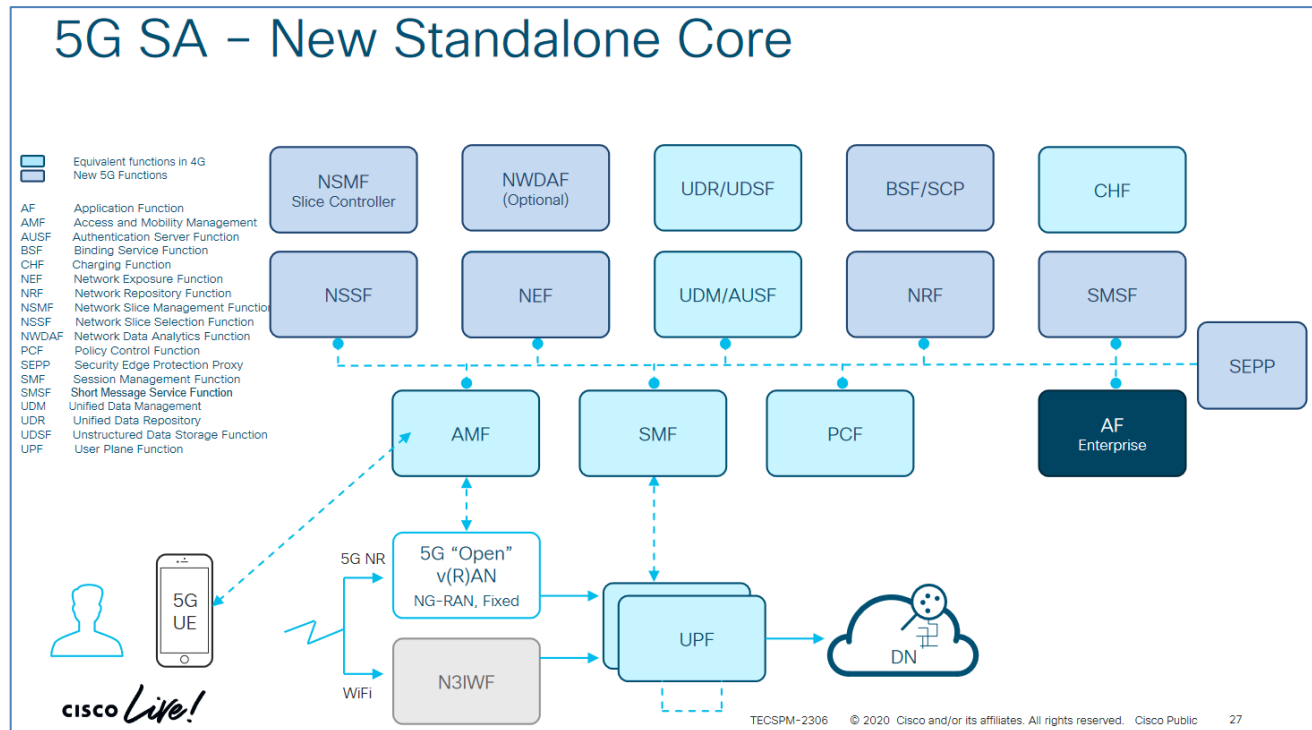 5G SA – New Standalone Core
Equivalent functions in 4G
New 5G Functions
AF Application Function
AMF Access and Mobility Management
AUSF Authentication Server Function
BSF Binding Service Function
CHF Charging Function
NEF Network Exposure Function
NRF Network Repository Function
NSMF Network Slice Management Function
NSSF Network Slice Selection Function
NWDAF Network Data Analytics Function
PCF Policy Control Function
SEPP Security Edge Protection Proxy
SMF Session Management Function
SMSF Short Message Service Function
UDM Unified Data Management
UDR Unified Data Repository
UDSF Unstructured Data Storage Function
UPF User Plane Function
NSMF
Slice Controller
NWDAF
(Optional)
UDR/UDSF
BSF/SCP
CHF
NSSF
NEF
UDM/AUSF
NRF
SMSF
SEPP
AMF
SMF
PCF
AF
Enterprise
5G
UE
5G NR
5G “Open”
v(R)AN
NG-RAN, Fixed
WiFi
N3IWF
UPF
DN
CISCO Live!
TECSPM-2306 © 2020 Cisco and/or its affiliates. All rights reserved. Cisco Public 27